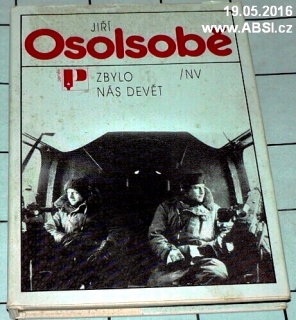 19.05.2016
www.ABSI.cz
JIŘÍ
Osolsobě
P ZBYLO /NV
NÁS DEVĚT